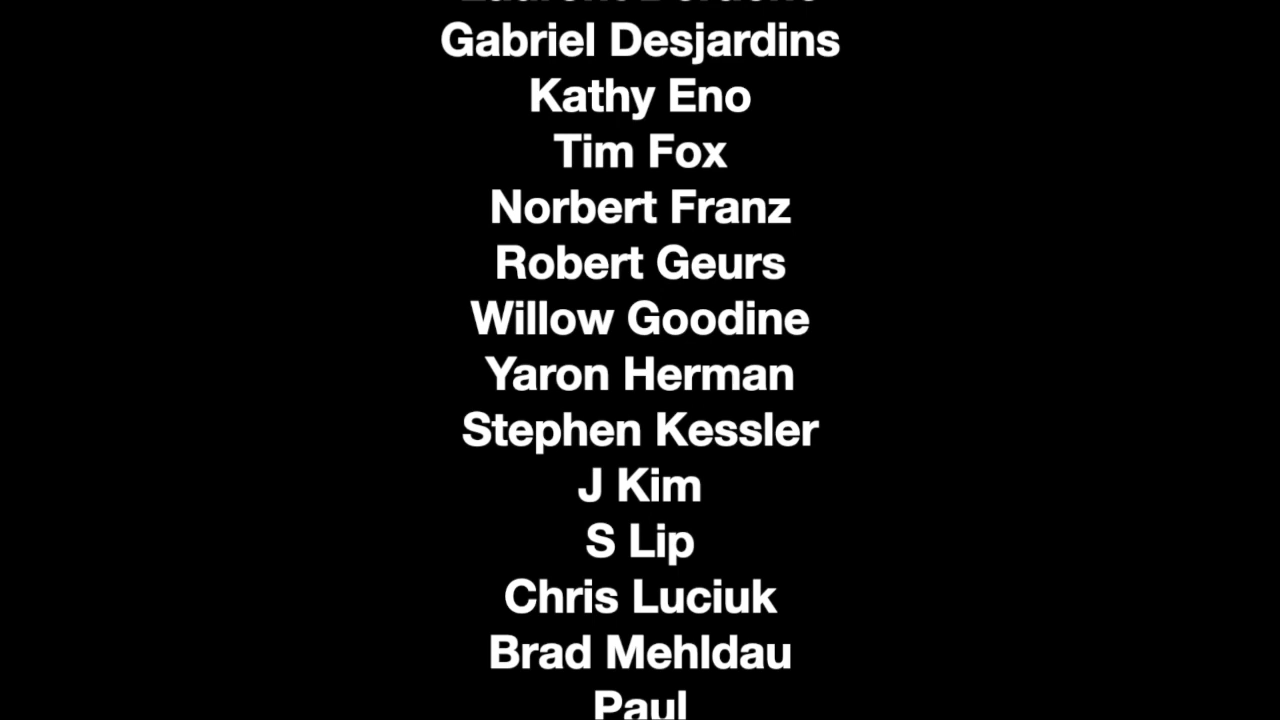 Gabriel Desjardins
Kathy Eno
Tim Fox
Norbert Franz
Robert Geurs
Willow Goodine
Yaron Herman
Stephen Kessler
J Kim
S Lip
Chris Luciuk
Brad Mehldau
Paul